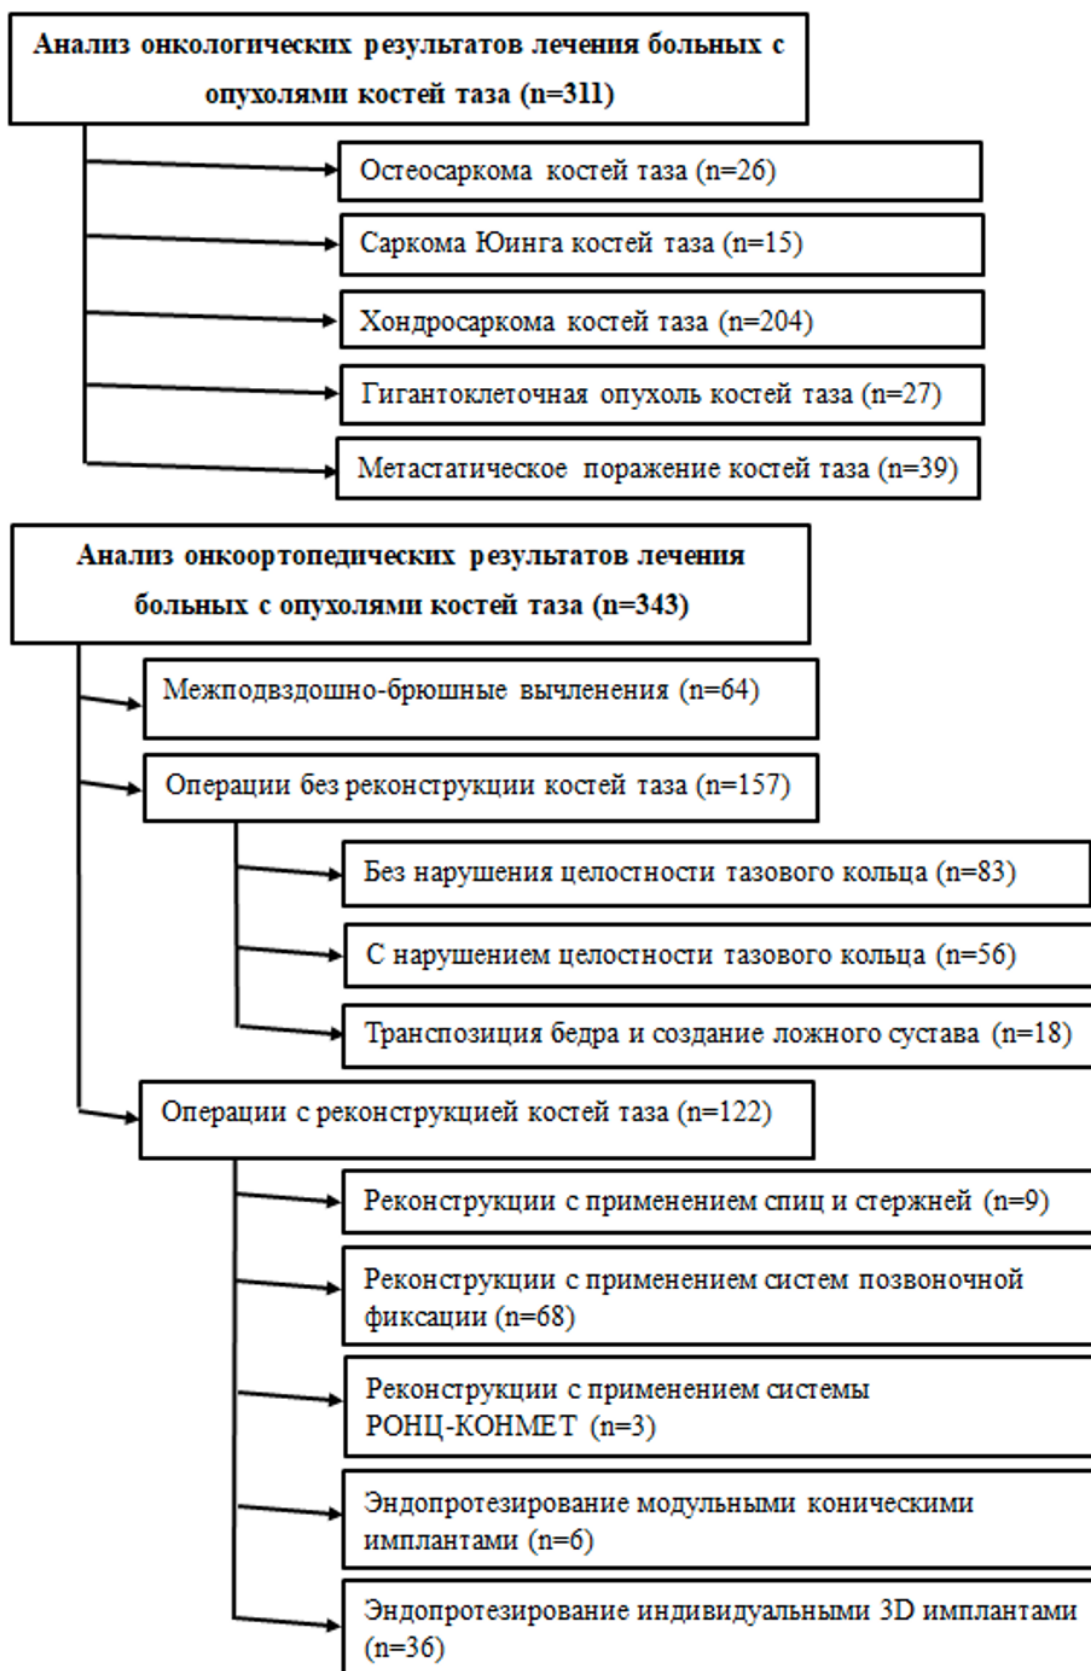 Анализ онкологических результатов лечения больных с
опухолями костей таза (n=311)
Остеосаркома костей таза (n=26)
Саркома Юинга костей таза (n=15)
Хондросаркома костей таза (n=204)
Гигантоклеточная опухоль костей таза (n=27)
Метастатическое поражение костей таза (n=39)
Анализ онкоортопедических результатов лечения
больных с опухолями костей таза (n=343)
Межподвздошно-брюшные вычленения (n=64)
Операции без реконструкции костей таза (n=157)
Без нарушения целостности тазового кольца (n=83)
С нарушением целостности тазового кольца (n=56)
Транспозиция бедра и создание ложного сустава (n=18)
Операции с реконструкцией костей таза (n=122)
Реконструкции с применением спиц и стержней (n=9)
Реконструкции с применением систем позвоночной
фиксации (n=68)
Реконструкции с применением системы
РОНЦ-КОНМЕТ (n=3)
Эндопротезирование модульными коническими
имплантами (n=6)
Эндопротезирование индивидуальными 3D имплантами
(n=36)